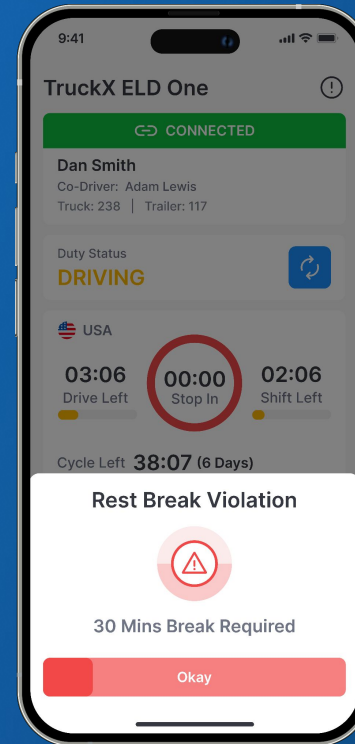 9:41
TruckX ELD One
CONNECTED
Dan Smith
Co-Driver: Adam Lewis
Truck: 238 | Trailer: 117
Duty Status
DRIVING
USA
03:06
Drive Left
00:00
Stop In
02:06
Shift Left
Cycle Left 38:07 (6 Days)
Rest Break Violation
30 Mins Break Required
Okay